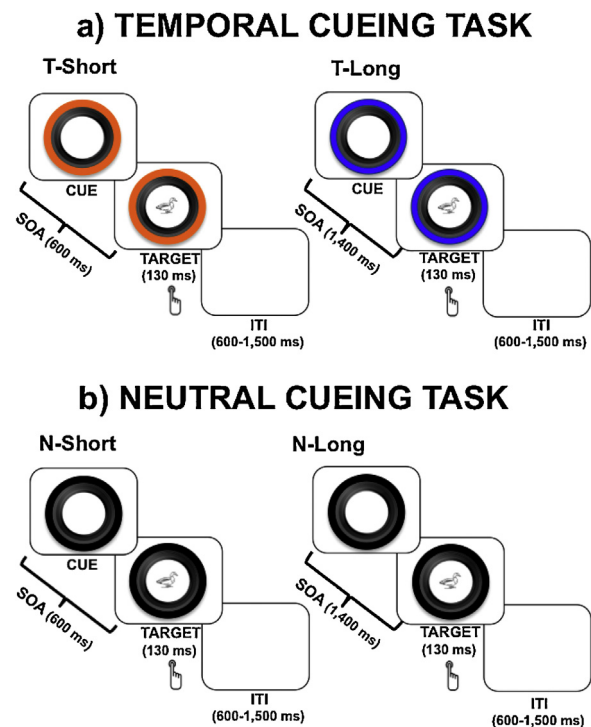 a) TEMPORAL CUEING TASK
T-Short
CUE
SOA (600 ms)
TARGET
(130 ms)
ITI
(600-1,500 ms)
T-Long
CUE
SOA (1,400 ms)
TARGET
(130 ms)
ITI
(600-1,500 ms)
b) NEUTRAL CUEING TASK
N-Short
CUE
SOA (600 ms)
TARGET
(130 ms)
ITI
(600-1,500 ms)
N-Long
SOA (1,400 ms)
TARGET
(130 ms)
ITI
(600-1,500 ms)